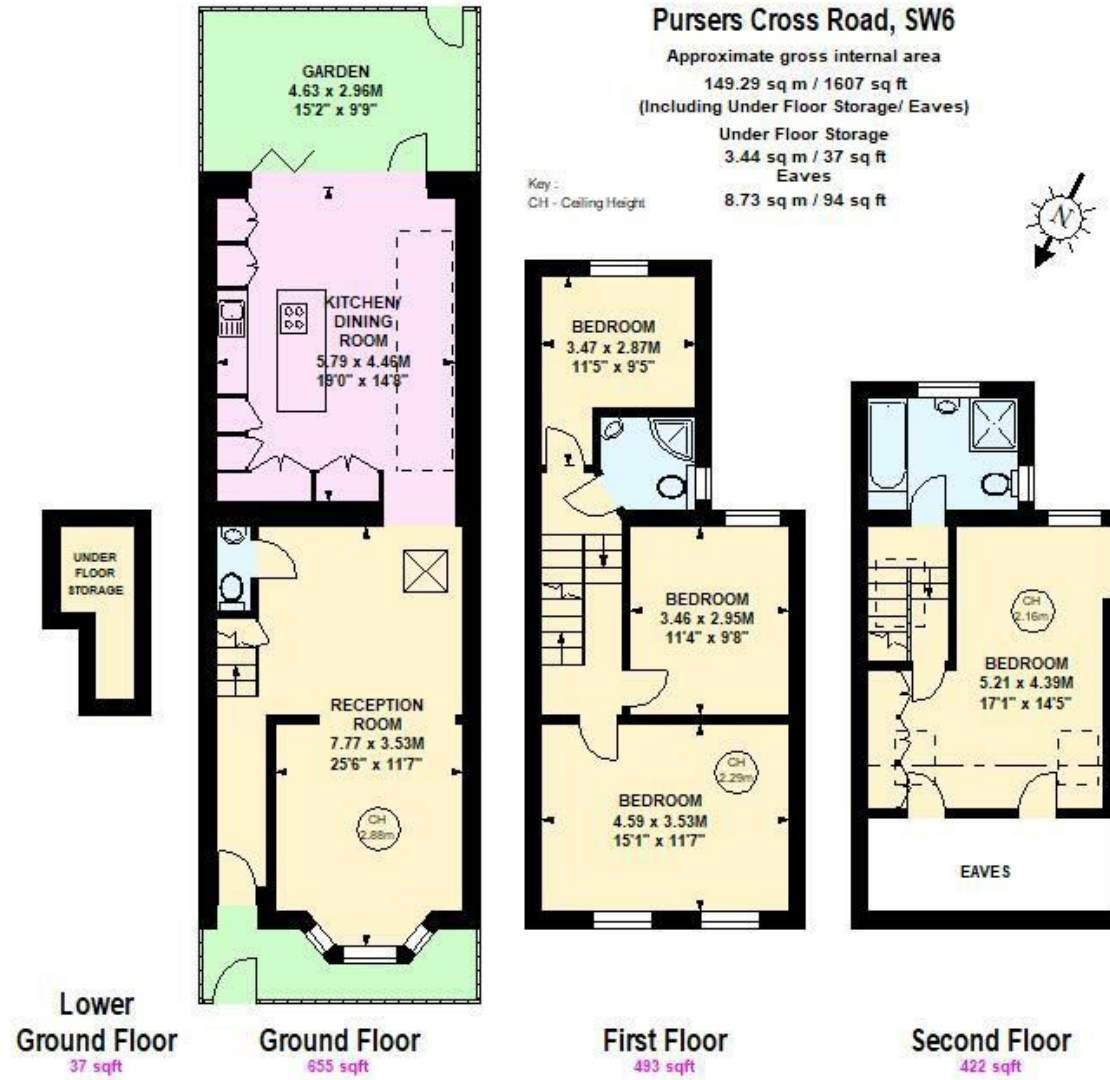 Pursers Cross Road, SW6
Approximate gross internal area
149.29 sq m / 1607 sq ft
(Including Under Floor Storage/ Eaves)
Under Floor Storage
3.44 sq m / 37 sq ft
Eaves
8.73 sq m / 94 sq ft
Key :
CH - Ceiling Height
N
GARDEN
4.63 x 2.96M
15'2" x 9'9"
KITCHEN/
DINING
ROOM
5.79 x 4.46M
19'0" x 14'8"
UNDER
FLOOR
STORAGE
RECEPTION
ROOM
7.77 x 3.53M
25'6" x 11'7"
CH
2.88m
BEDROOM
3.47 x 2.87M
11'5" x 9'5"
BEDROOM
3.46 x 2.95M
11'4" x 9'8"
CH
2.29m
BEDROOM
4.59 x 3.53M
15'1" x 11'7"
CH
2.16m
BEDROOM
5.21 x 4.39M
17'1" x 14'5"
EAVES
Lower
Ground Floor
37 sqft
Ground Floor
655 sqft
First Floor
493 sqft
Second Floor
422 sqft